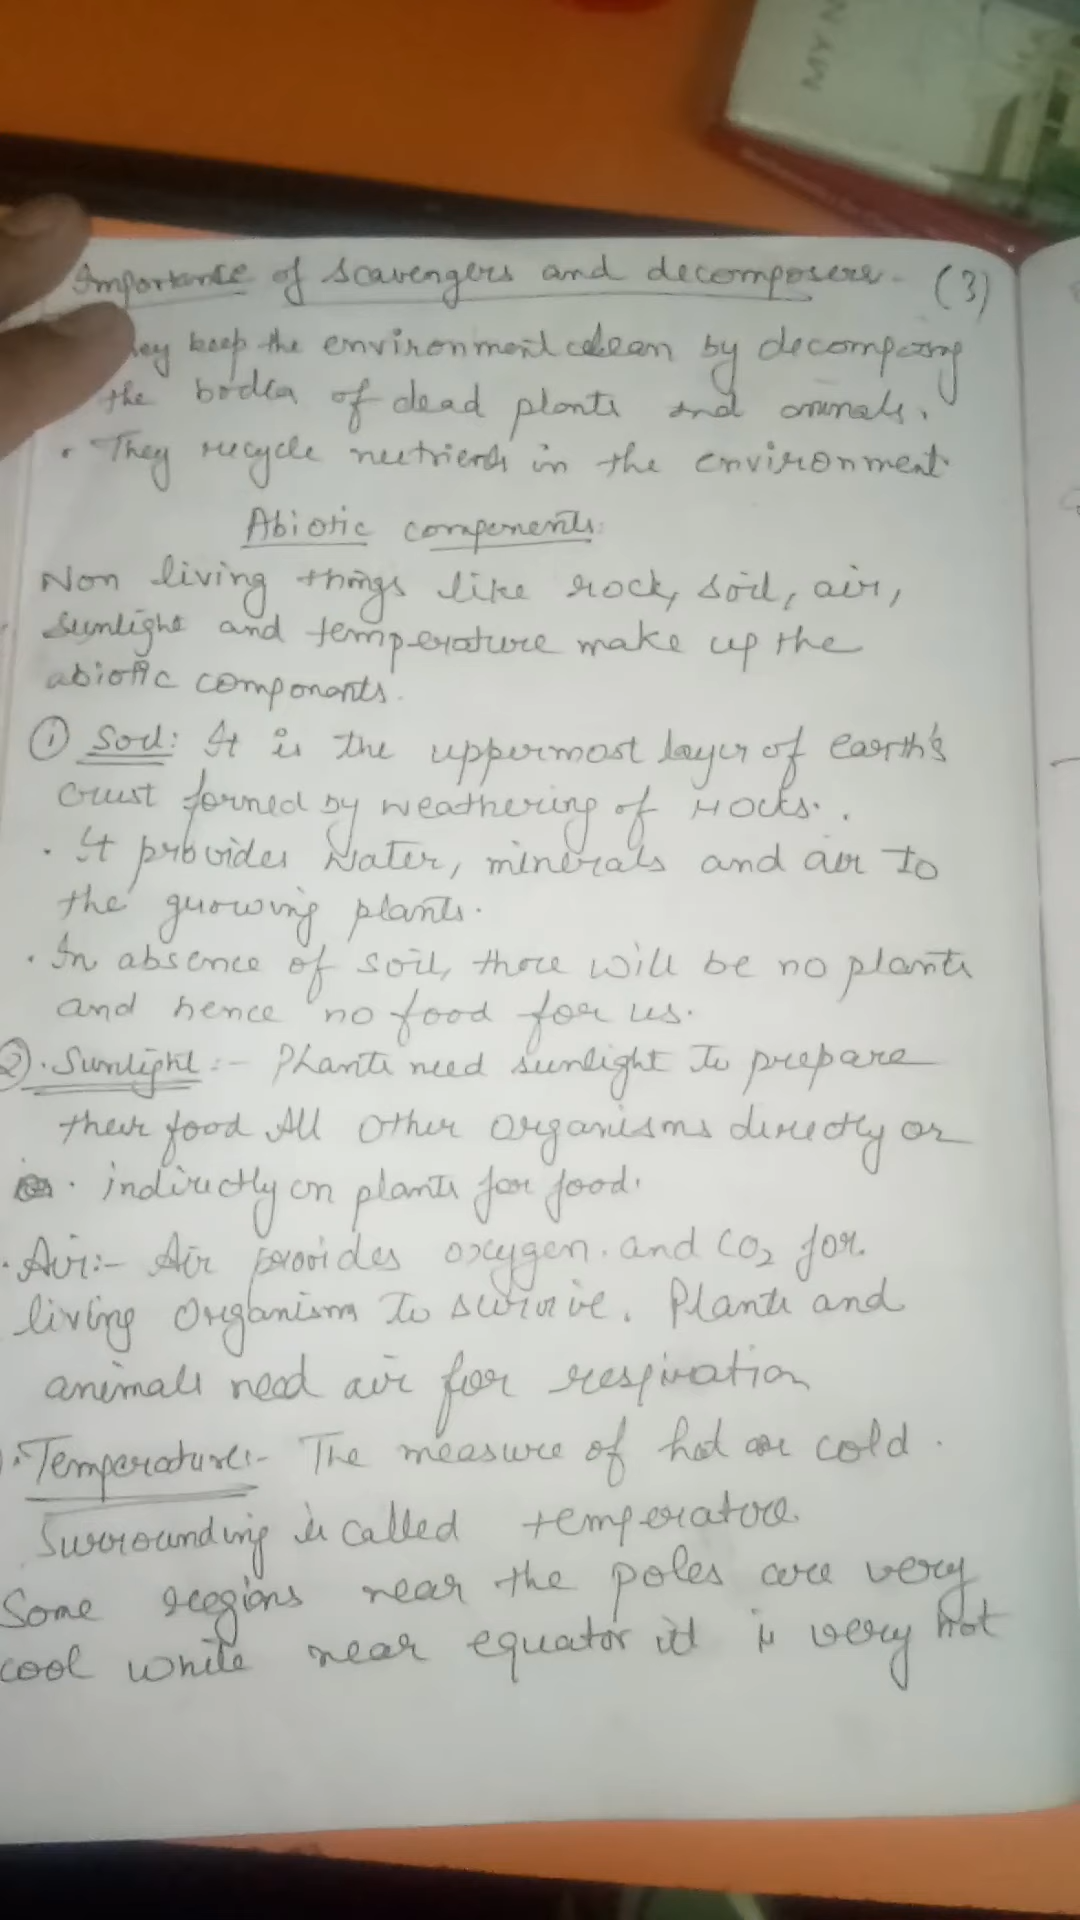 MY N
Importance of scavengers and decomposers. (3)
hey keep the environment clean by decomposing
the bodies of dead plants and animals.
• They recycle nutrients in the environment
Abiotic components:
Non living things like rock, soil, air,
sunlight and temperature make up the
abiotic components.
① Soil: It is the uppermost layer of earth's
crust formed by weathering of rocks.
• It provides water, minerals and air to
the growing plants.
• In absence of soil, there will be no plants
and hence no food for us.
②. Sunlight :- Plants need sunlight to prepare
their food All other organisms directly or
• indirectly on plants for food.
• Air:- Air provides oxygen. and CO₂ for.
living organism to survive. Plants and
animals need air for respiration
• Temperature:- The measure of hot or cold.
Surrounding is called temperature.
Some regions near the poles are very
cool while near equator it is very hot